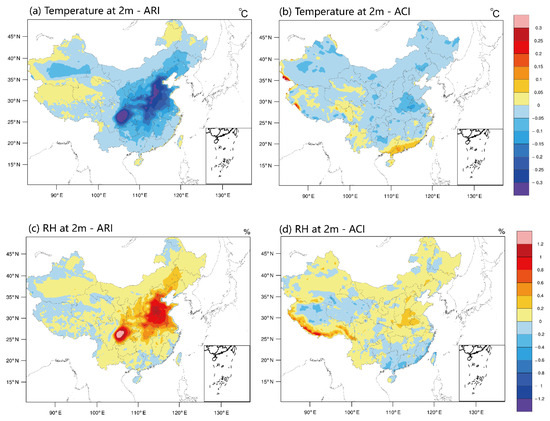 (a) Temperature at 2m - ARI
°C
(b) Temperature at 2m - ACI
°C
45°N
40°N
35°N
30°N
25°N
20°N
15°N
90°E 100°E 110°E 120°E 130°E
45°N
40°N
35°N
30°N
25°N
20°N
15°N
90°E 100°E 110°E 120°E 130°E
0.3
0.25
0.2
0.15
0.1
0.05
0
-0.05
-0.1
-0.15
-0.2
-0.25
-0.3
(c) RH at 2m - ARI
%
(d) RH at 2m - ACI
%
45°N
40°N
35°N
30°N
25°N
20°N
15°N
90°E 100°E 110°E 120°E 130°E
45°N
40°N
35°N
30°N
25°N
20°N
15°N
90°E 100°E 110°E 120°E 130°E
1.2
1
0.8
0.6
0.4
0.2
0
-0.2
-0.4
-0.6
-0.8
-1
-1.2